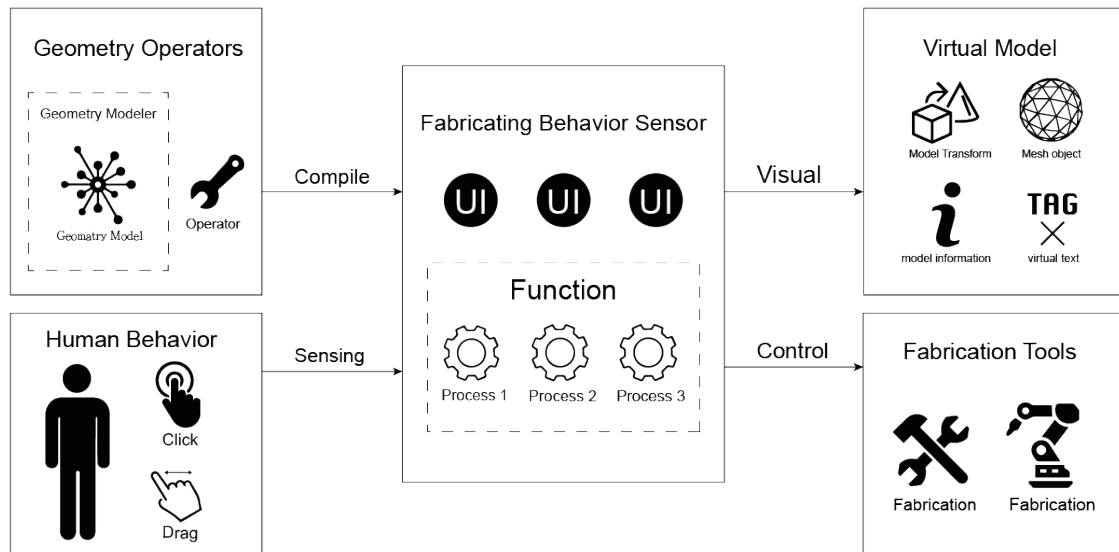 Geometry Operators
Geometry Modeler
Geomatry Model
Operator
Human Behavior
Click
Drag
Compile
Sensing
Fabricating Behavior Sensor
UI
UI
UI
Function
Process 1
Process 2
Process 3
Visual
Control
Virtual Model
Model Transform
Mesh object
model information
TAG
virtual text
Fabrication Tools
Fabrication
Fabrication